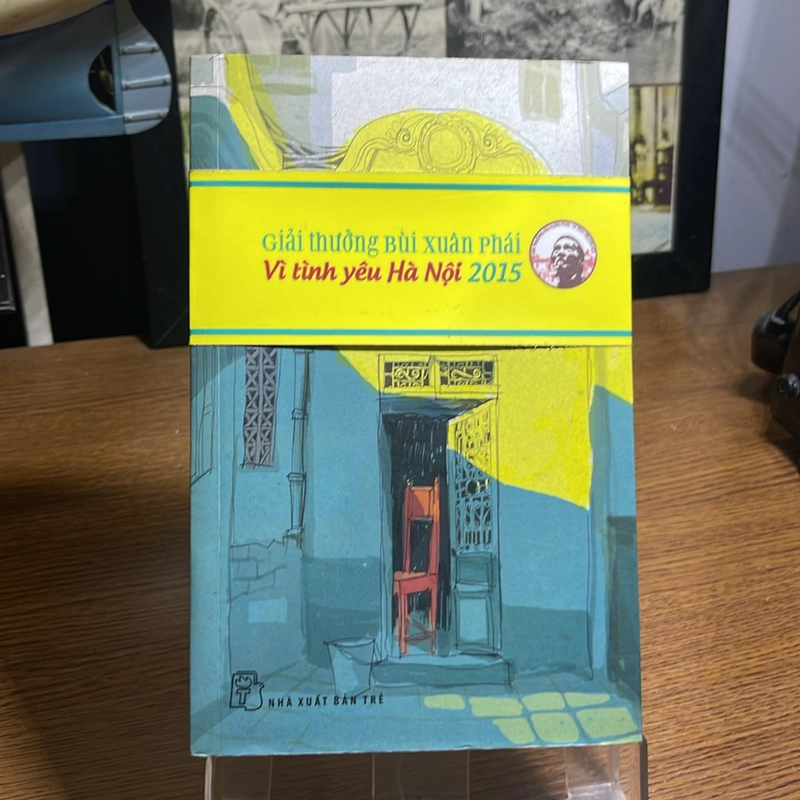 Giải thưởng Bùi Xuân Phái
Vì tình yêu Hà Nội 2015
NHÀ XUẤT BẢN TRẺ